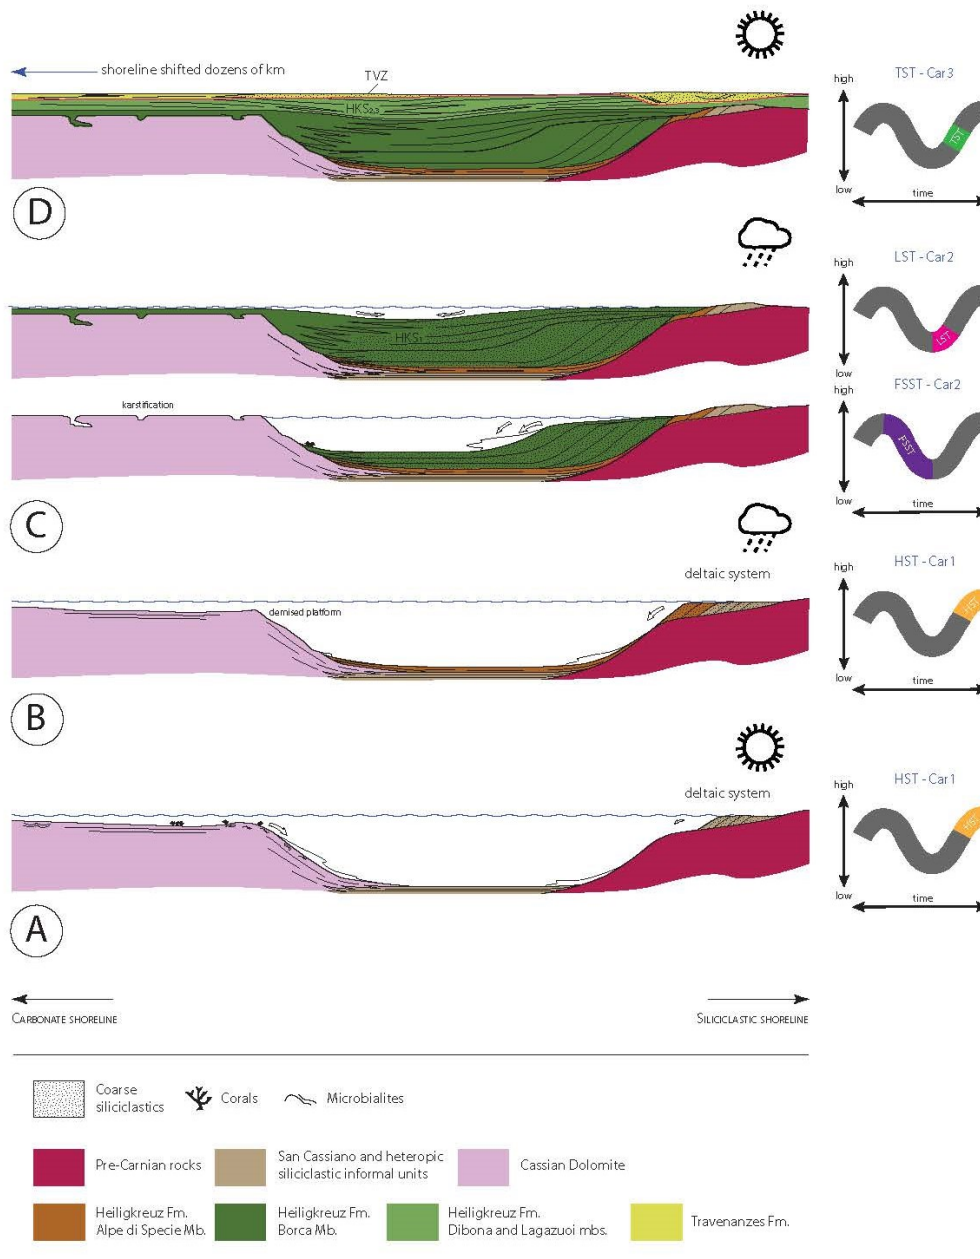 shoreline shifted dozens of km
TVZ
HKS2,3
TST - Car3
high
TST
low
time
D
LST - Car2
high
HKS1
LST
low
FSST - Car2
high
karstification
FSST
low
time
C
deltaic system
HST - Car1
high
demised platform
HST
low
time
B
deltaic system
HST - Car1
high
HST
low
time
A
CARBONATE SHORELINE
SILICICLASTIC SHORELINE
Coarse
siliciclastics
Corals
Microbialites
Pre-Carnian rocks
San Cassiano and heteropic
siliciclastic informal units
Cassian Dolomite
Heiligkreuz Fm.
Alpe di Specie Mb.
Heiligkreuz Fm.
Borca Mb.
Heiligkreuz Fm.
Dibona and Lagazuoi mbs.
Travenanzes Fm.